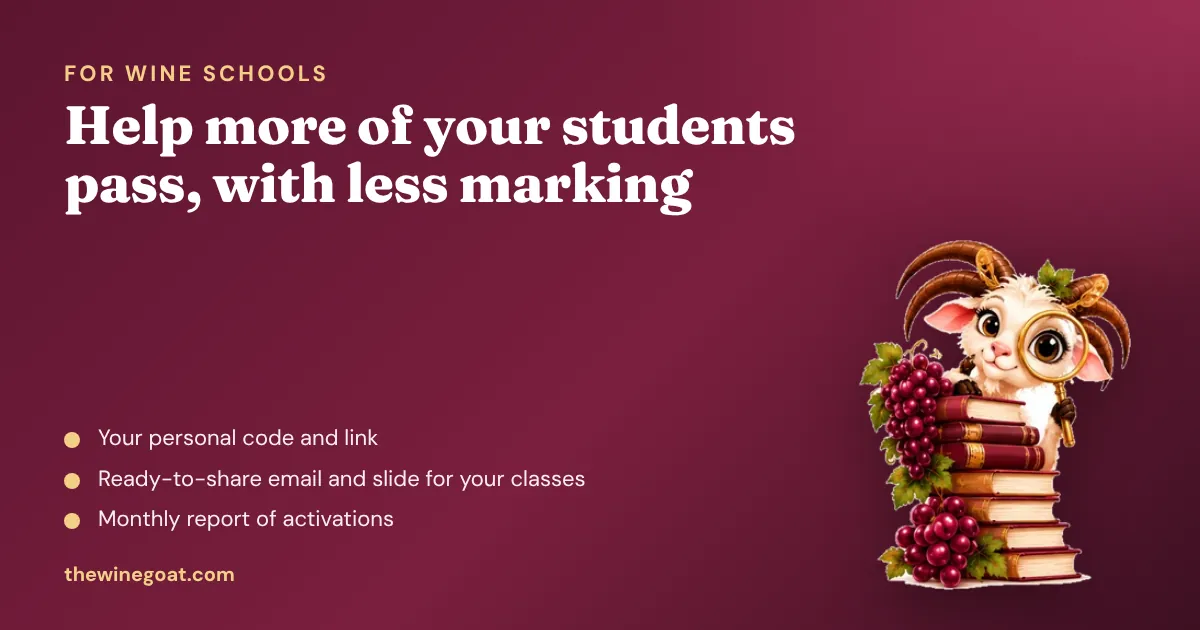 FOR WINE SCHOOLS
Help more of your students
pass, with less marking
Your personal code and link
Ready-to-share email and slide for your classes
Monthly report of activations
thewinegoat.com